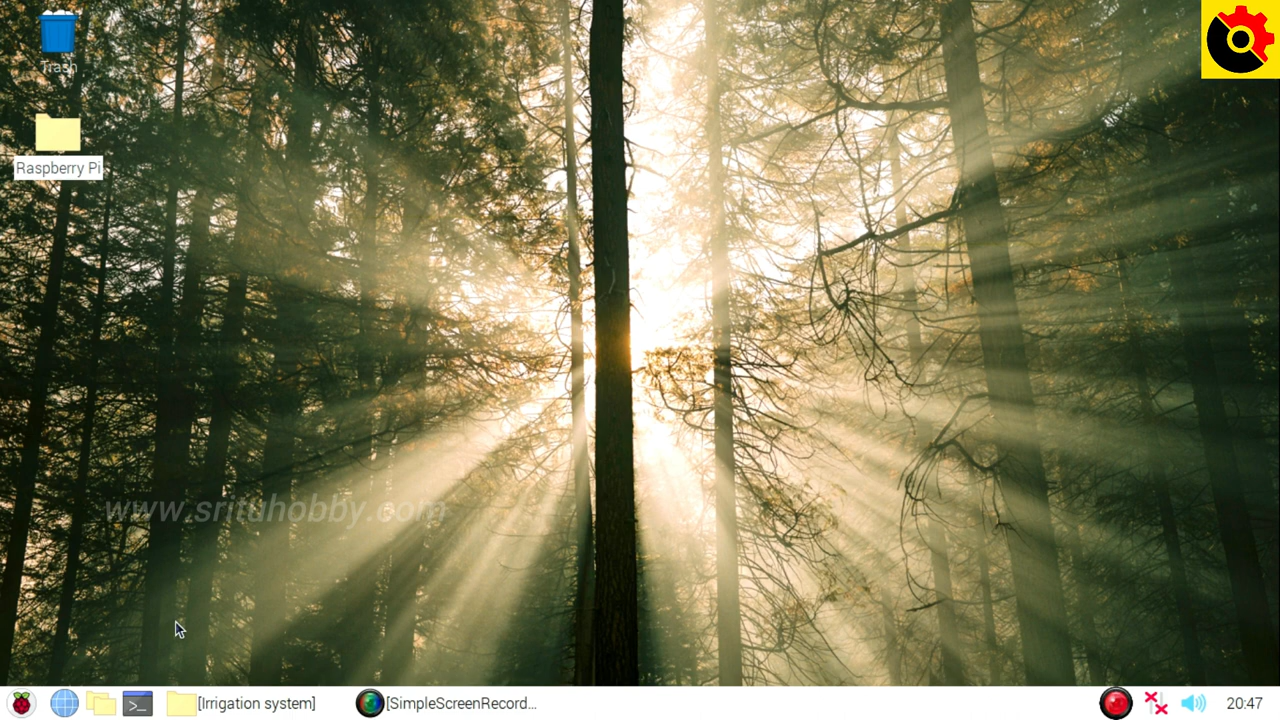 Trash
Raspberry Pi
www.srituhobby.com
[Irrigation system]
[SimpleScreenRecord...
20:47